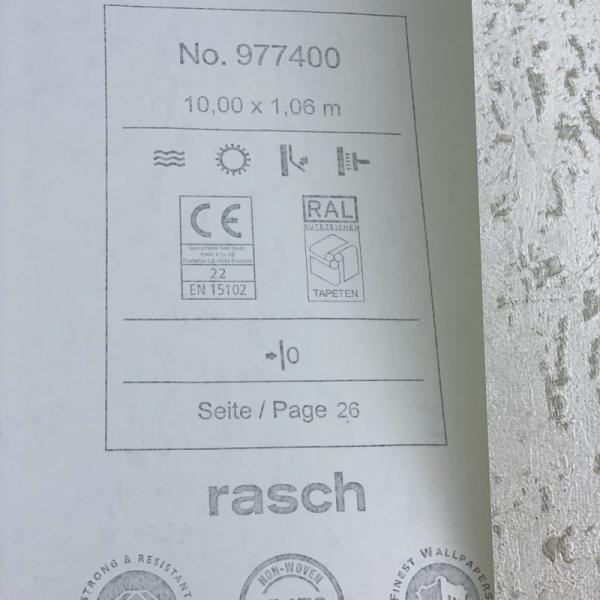 No. 977400
10,00 x 1,06 m
CE
22
EN 15102
RAL
GÜTEZEICHEN
TAPETEN
0
Seite / Page 26
rasch
STRONG & RESISTANT
NON-WOVEN
FINEST WALLPAPERS